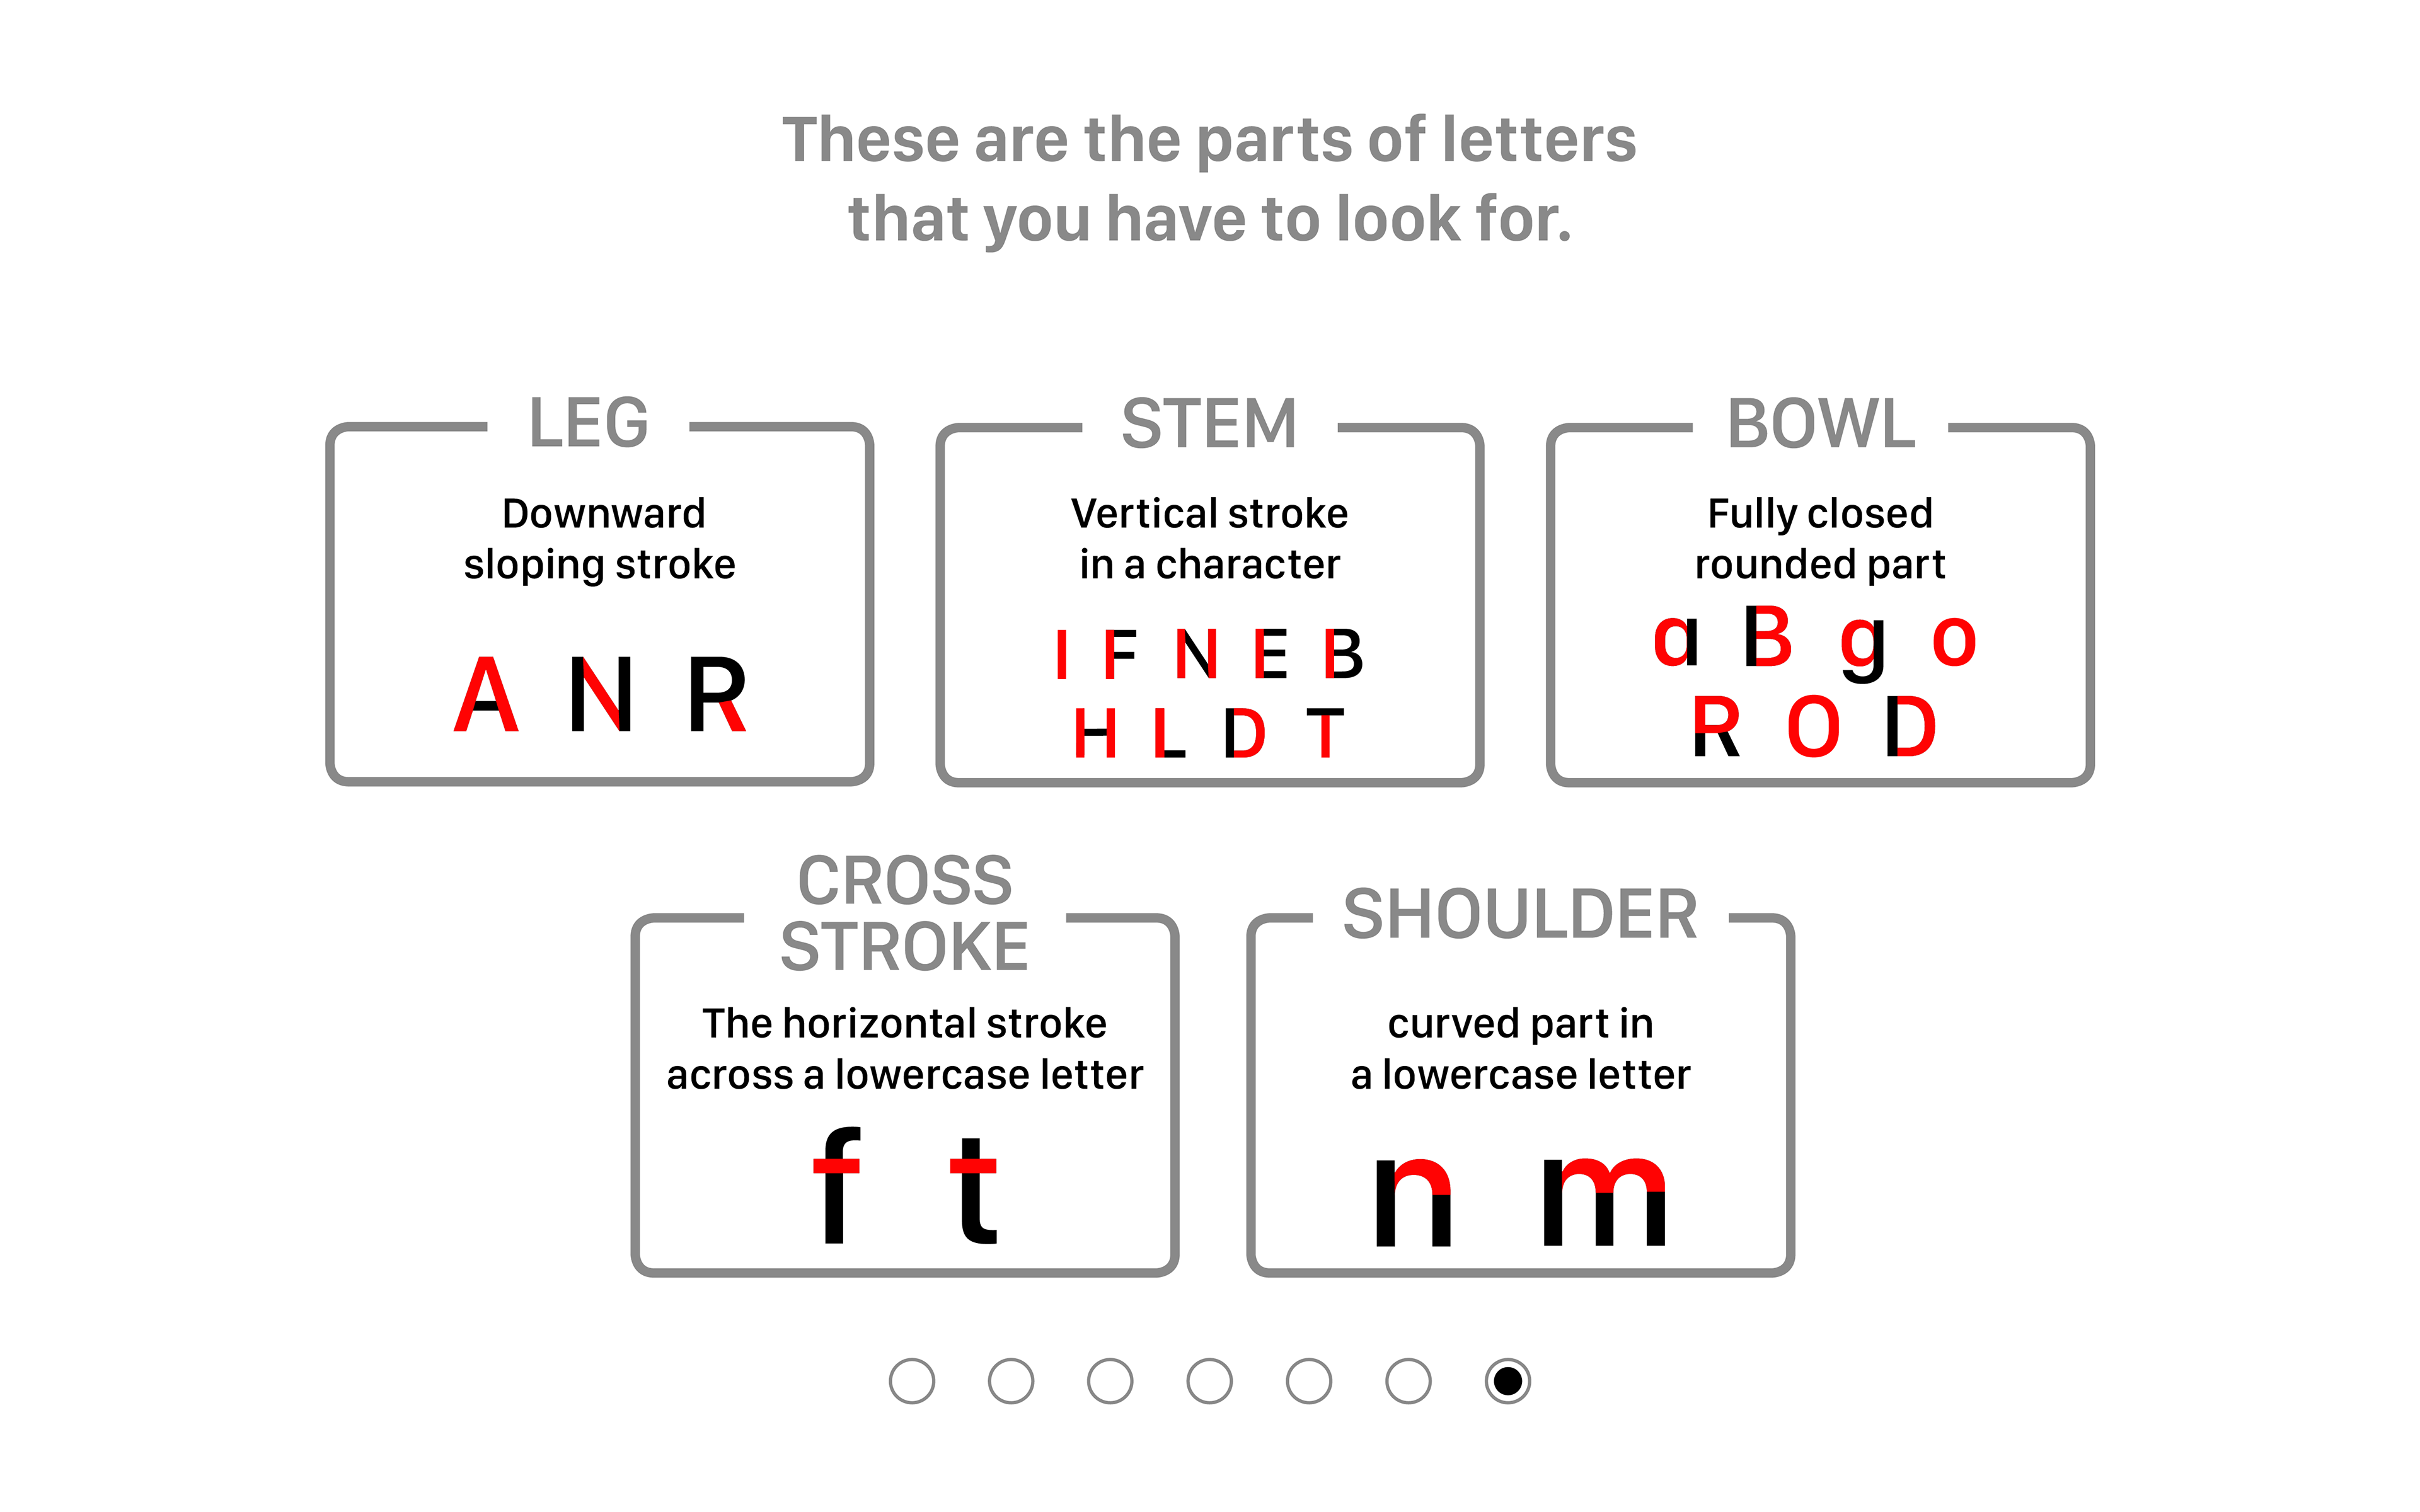 These are the parts of letters
that you have to look for.
LEG
Downward
sloping stroke
A N R
STEM
Vertical stroke
in a character
I F N E B
H L D T
BOWL
Fully closed
rounded part
a B g o
R O D
CROSS
STROKE
The horizontal stroke
across a lowercase letter
f t
SHOULDER
curved part in
a lowercase letter
n m